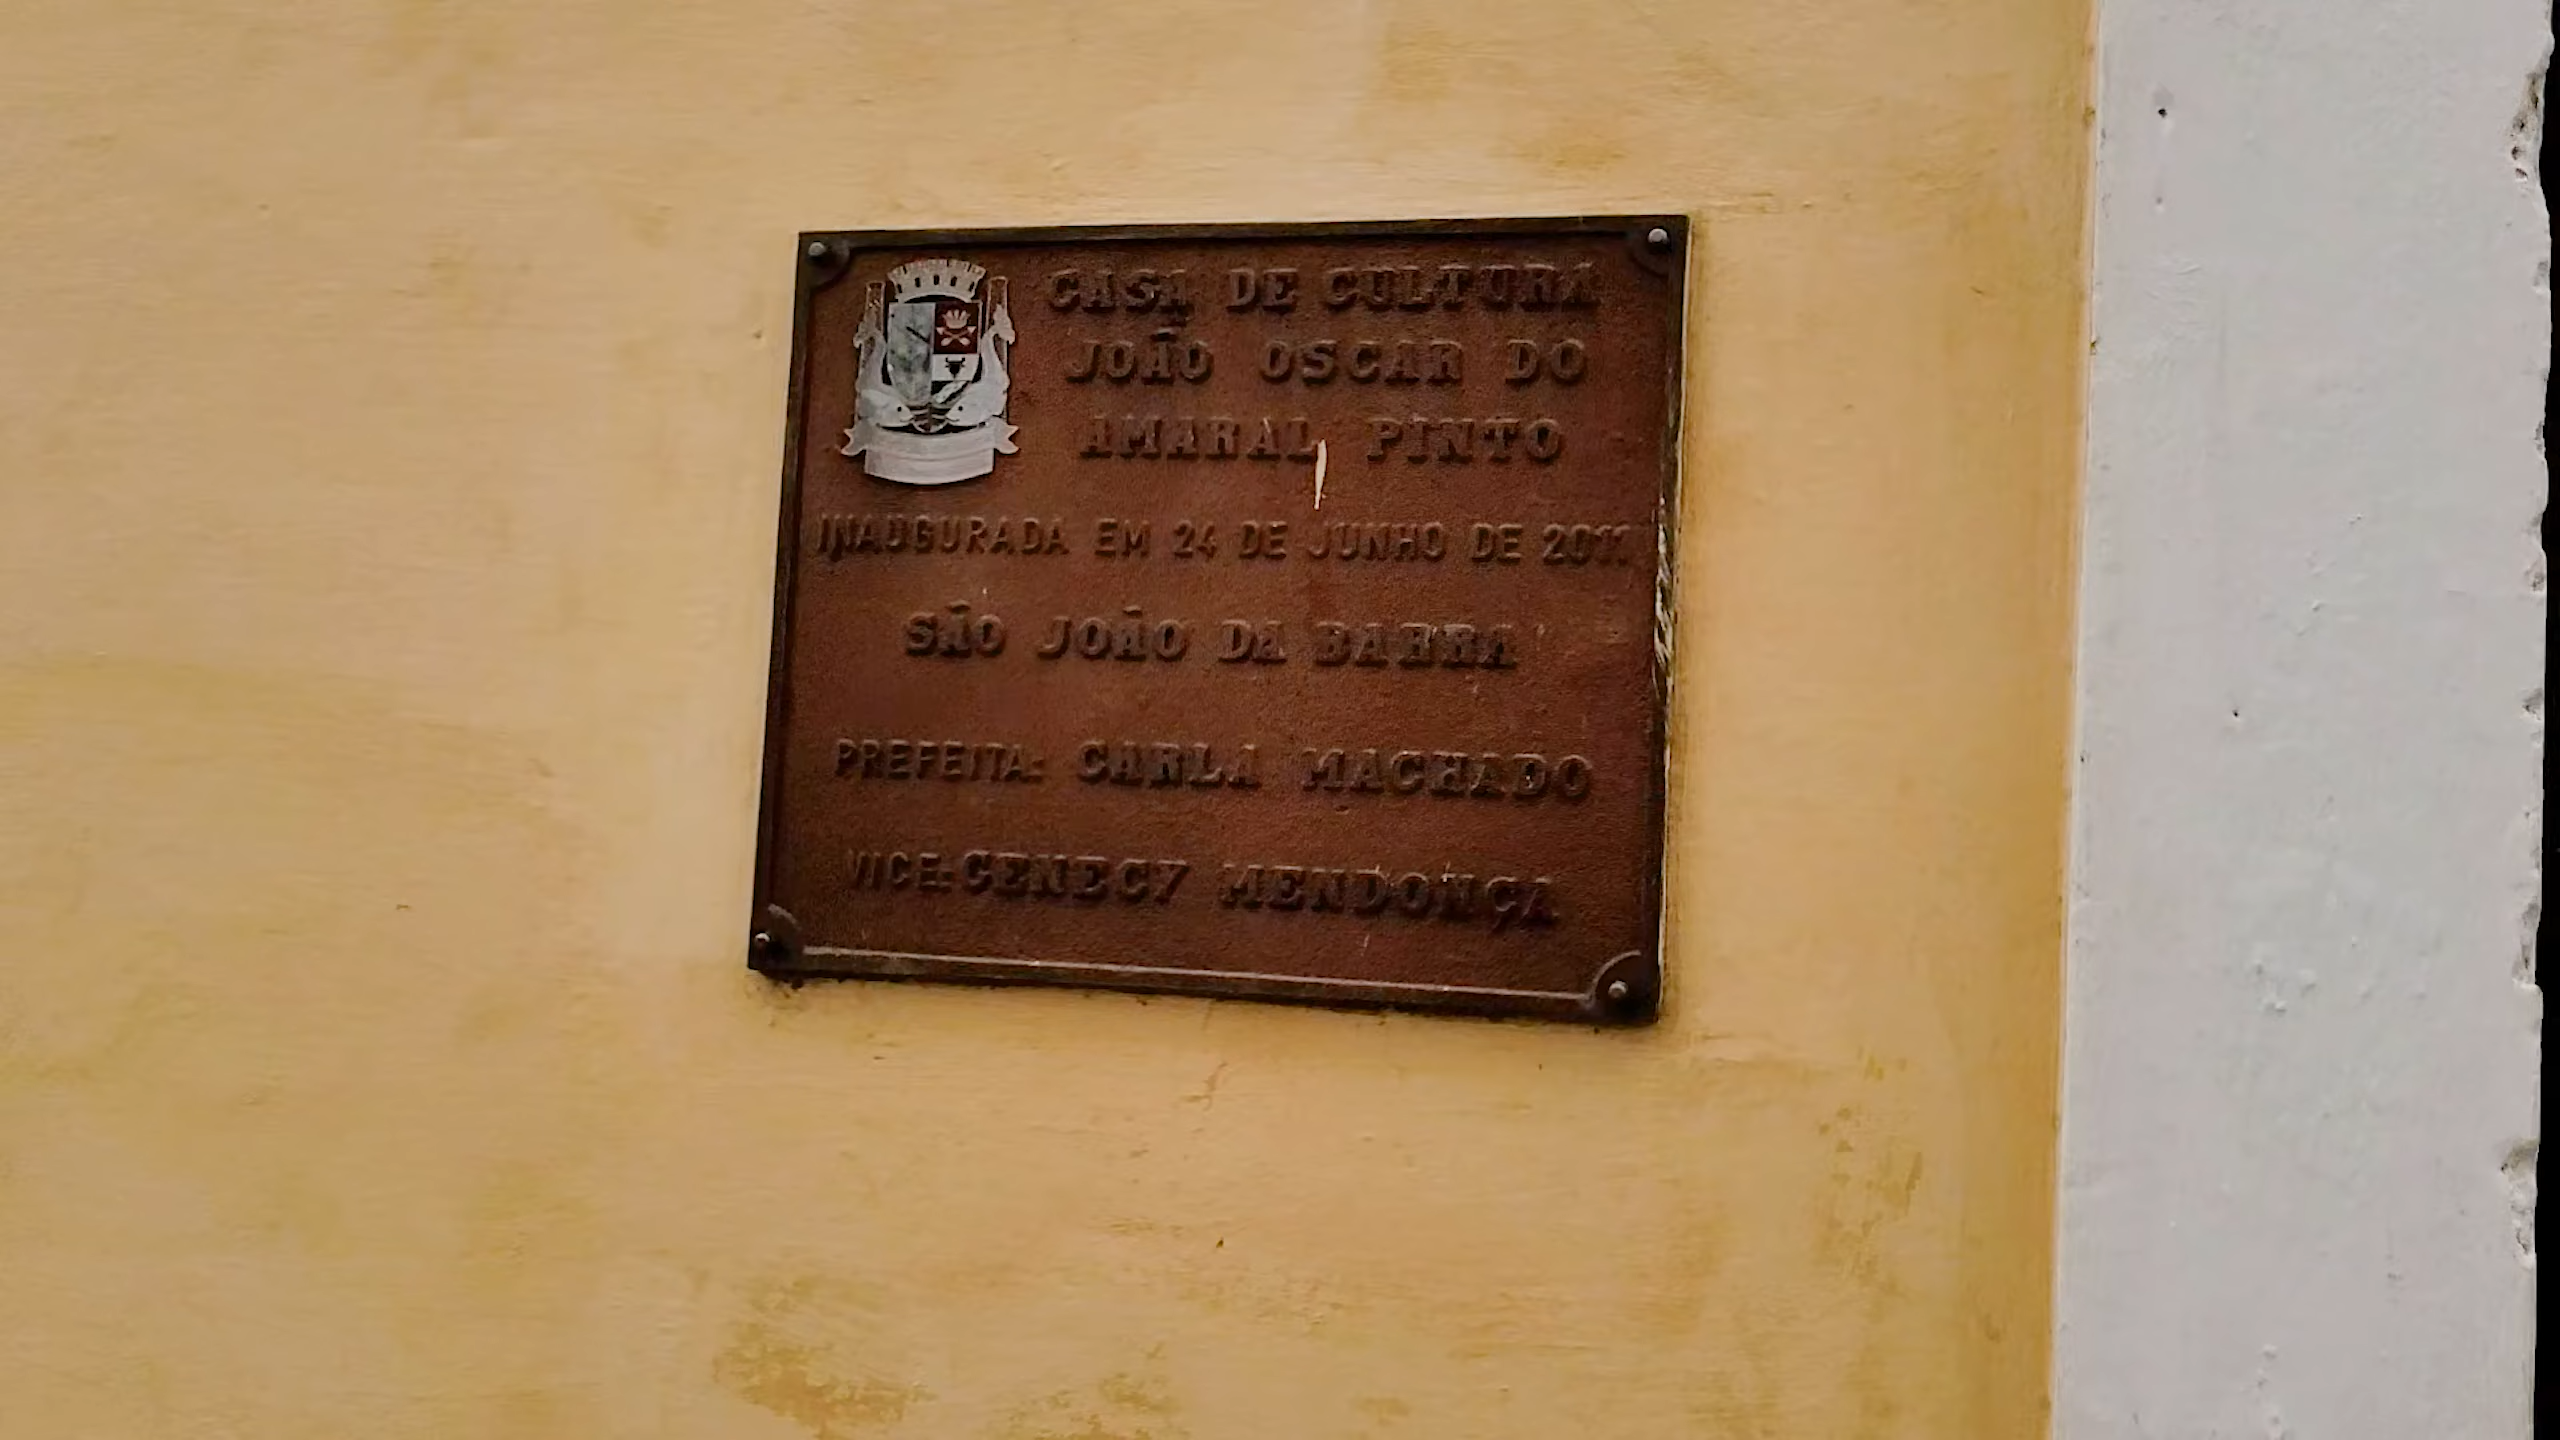 CASA DE CULTURA
JOÃO OSCAR DO
AMARAL PINTO
INAUGURADA EM 24 DE JUNHO DE 2011
SÃO JOÃO DA BARRA
PREFEITA: CARLA MACHADO
VICE: CENECY MENDONÇA